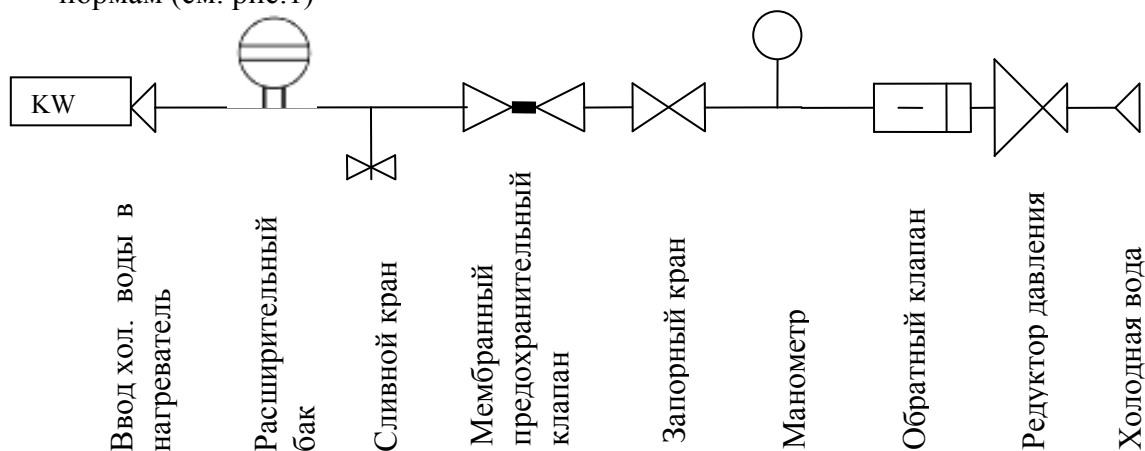 нормам (см. рис.1)
KW
Ввод хол. воды в
нагреватель
Расширительный
бак
Сливной кран
Мембранный
предохранительный
клапан
Запорный кран
Манометр
Обратный клапан
Редуктор давления
Холодная вода